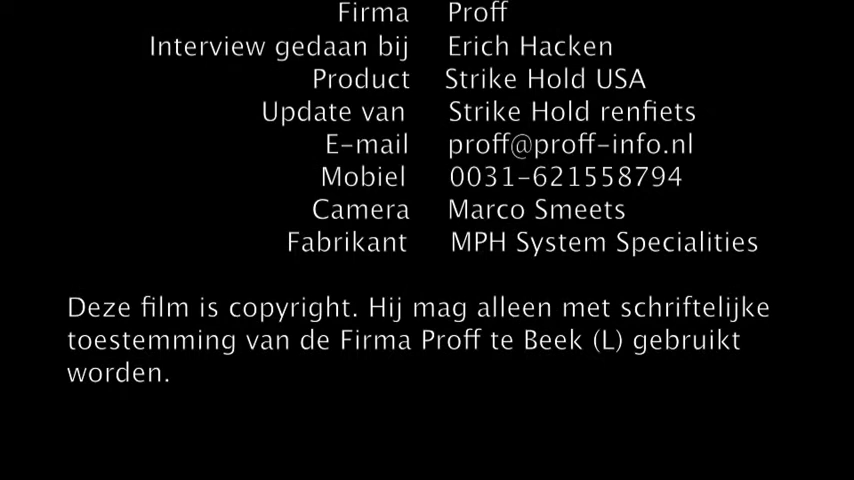 Firma Proff
Interview gedaan bij Erich Hacken
Product Strike Hold USA
Update van Strike Hold renfiets
E-mail proff@proff-info.nl
Mobiel 0031-621558794
Camera Marco Smeets
Fabrikant MPH System Specialities
Deze film is copyright. Hij mag alleen met schriftelijke
toestemming van de Firma Proff te Beek (L) gebruikt
worden.